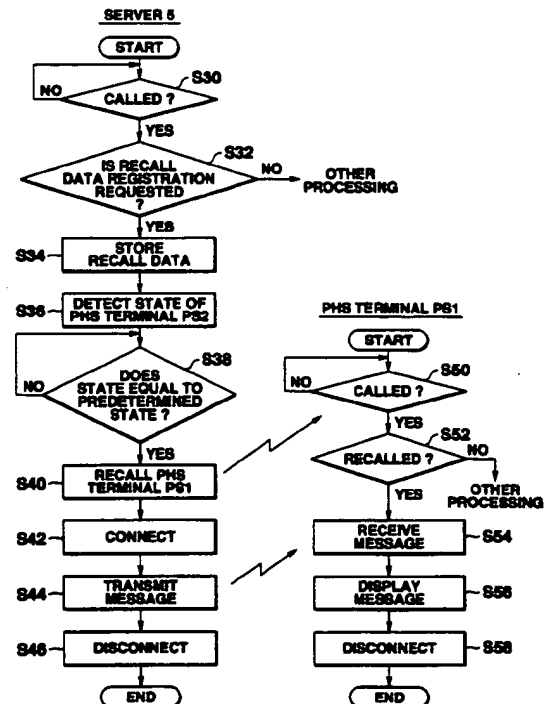 SERVER 5
START
S30
NO
CALLED ?
YES
S32
IS RECALL
DATA REGISTRATION
REQUESTED
?
NO
OTHER
PROCESSING
YES
S34
STORE
RECALL DATA
S36
DETECT STATE OF
PHS TERMINAL PS2
S38
NO
DOES
STATE EQUAL TO
PREDETERMINED
STATE ?
YES
S40
RECALL PHS
TERMINAL PS1
S42
CONNECT
S44
TRANSMIT
MESSAGE
S46
DISCONNECT
END
PHS TERMINAL PS1
START
S50
NO
CALLED ?
YES
S52
RECALLED ?
NO
OTHER
PROCESSING
YES
RECEIVE
MESSAGE
S54
DISPLAY
MESSAGE
S56
DISCONNECT
S58
END